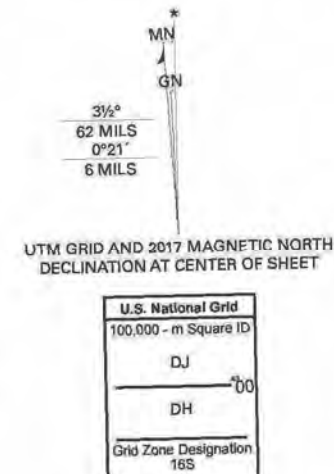 *
MN
GN
3½°
62 MILS
0°21´
6 MILS
UTM GRID AND 2017 MAGNETIC NORTH
DECLINATION AT CENTER OF SHEET
U.S. National Grid
100,000 - m Square ID
DJ
00
DH
Grid Zone Designation
16S